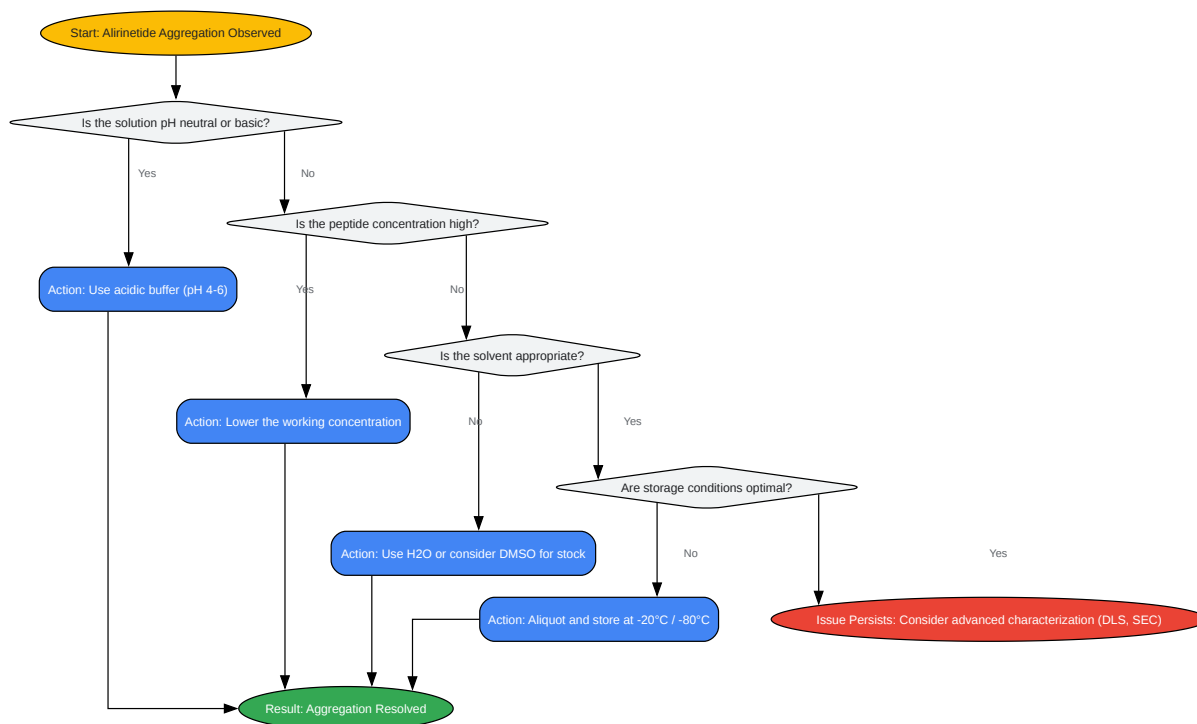 Start: Alirinetide Aggregation Observed
Is the solution pH neutral or basic?
Yes
No
Is the peptide concentration high?
Action: Use acidic buffer (pH 4-6)
Yes
No
Is the solvent appropriate?
Action: Lower the working concentration
No
Yes
Are storage conditions optimal?
Action: Use H2O or consider DMSO for stock
No
Yes
Action: Aliquot and store at -20°C / -80°C
Issue Persists: Consider advanced characterization (DLS, SEC)
Result: Aggregation Resolved